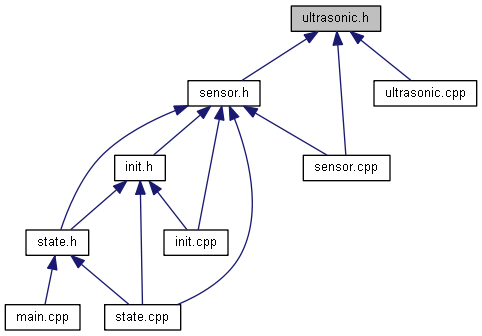 ultrasonic.h
sensor.h
ultrasonic.cpp
init.h
sensor.cpp
state.h
init.cpp
main.cpp
state.cpp